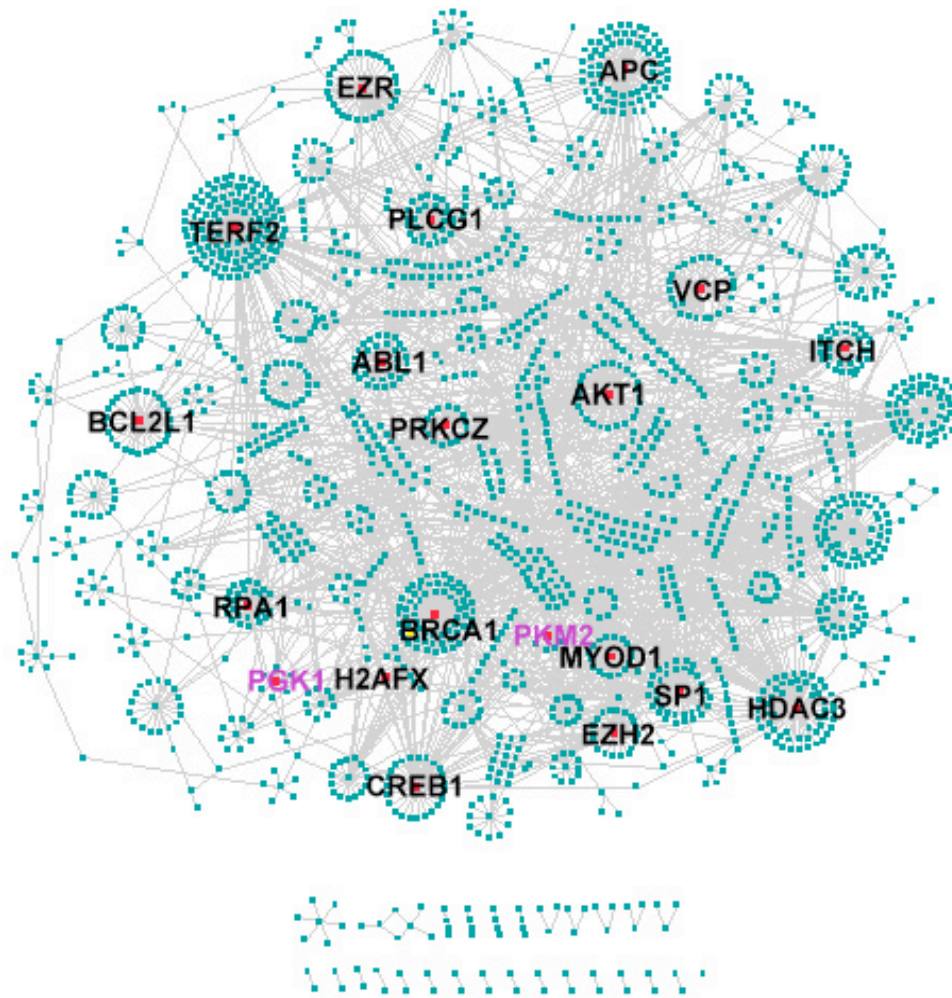 APC
EZR
PLCG1
TERF2
VCP
ITCH
ABL1
AKT1
BCL2L1
PRKCZ
RPA1
BRCA1
PKM2
MYOD1
PGK1
H2AFX
SP1
HDAC3
EZH2
CREB1